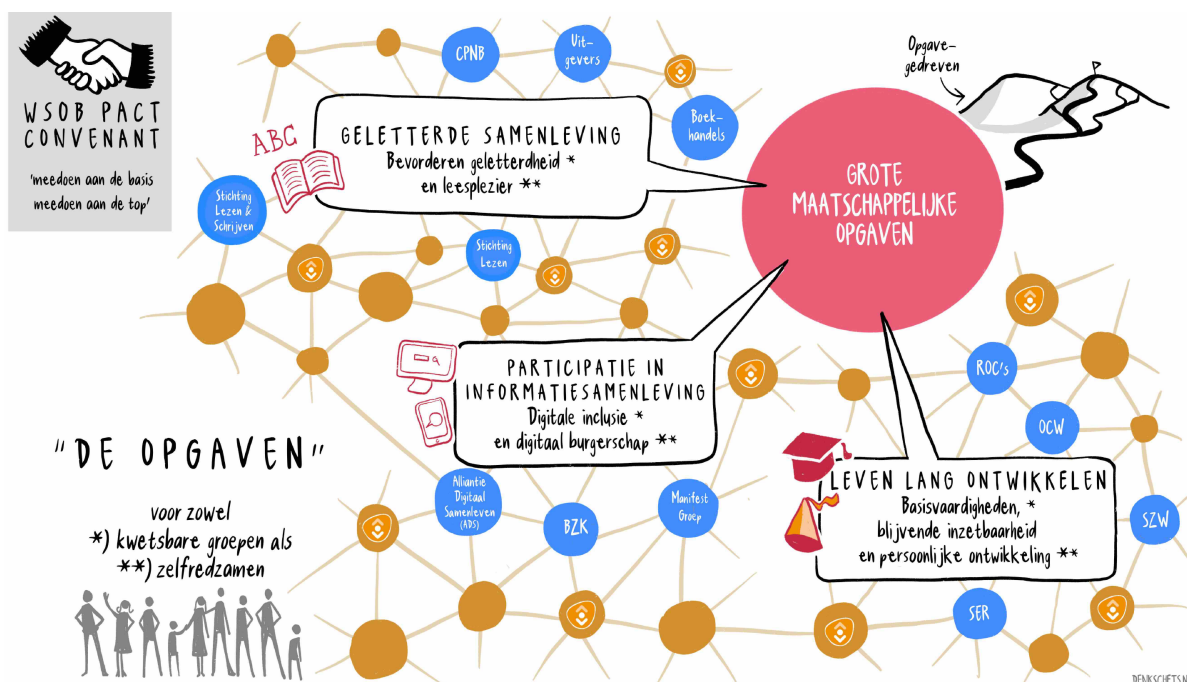 WSOB PACT
CONVENANT
'meedoen aan de basis
meedoen aan de top'
CPNB
Uit-
gevers
Boek-
handels
Opgave-
gedreven
ABC
GELETTERDE SAMENLEVING
Bevorderen geletterdheid *
en leesplezier **
Stichting
Lezen &
Schrijven
Stichting
Lezen
GROTE
MAATSCHAPPELIJKE
OPGAVEN
PARTICIPATIE IN
INFORMATIESAMENLEVING
Digitale inclusie *
en digitaal burgerschap **
ROC's
OCW
SZW
SER
LEVEN LANG ONTWIKKELEN
Basisvaardigheden, *
blijvende inzetbaarheid
en persoonlijke ontwikkeling **
Alliantie
Digitaal
Samenleven
(ADS)
BZK
Manifest
Groep
"DE OPGAVEN"
voor zowel
*) kwetsbare groepen als
**) zelfredzamen
DENKSCHETS.N